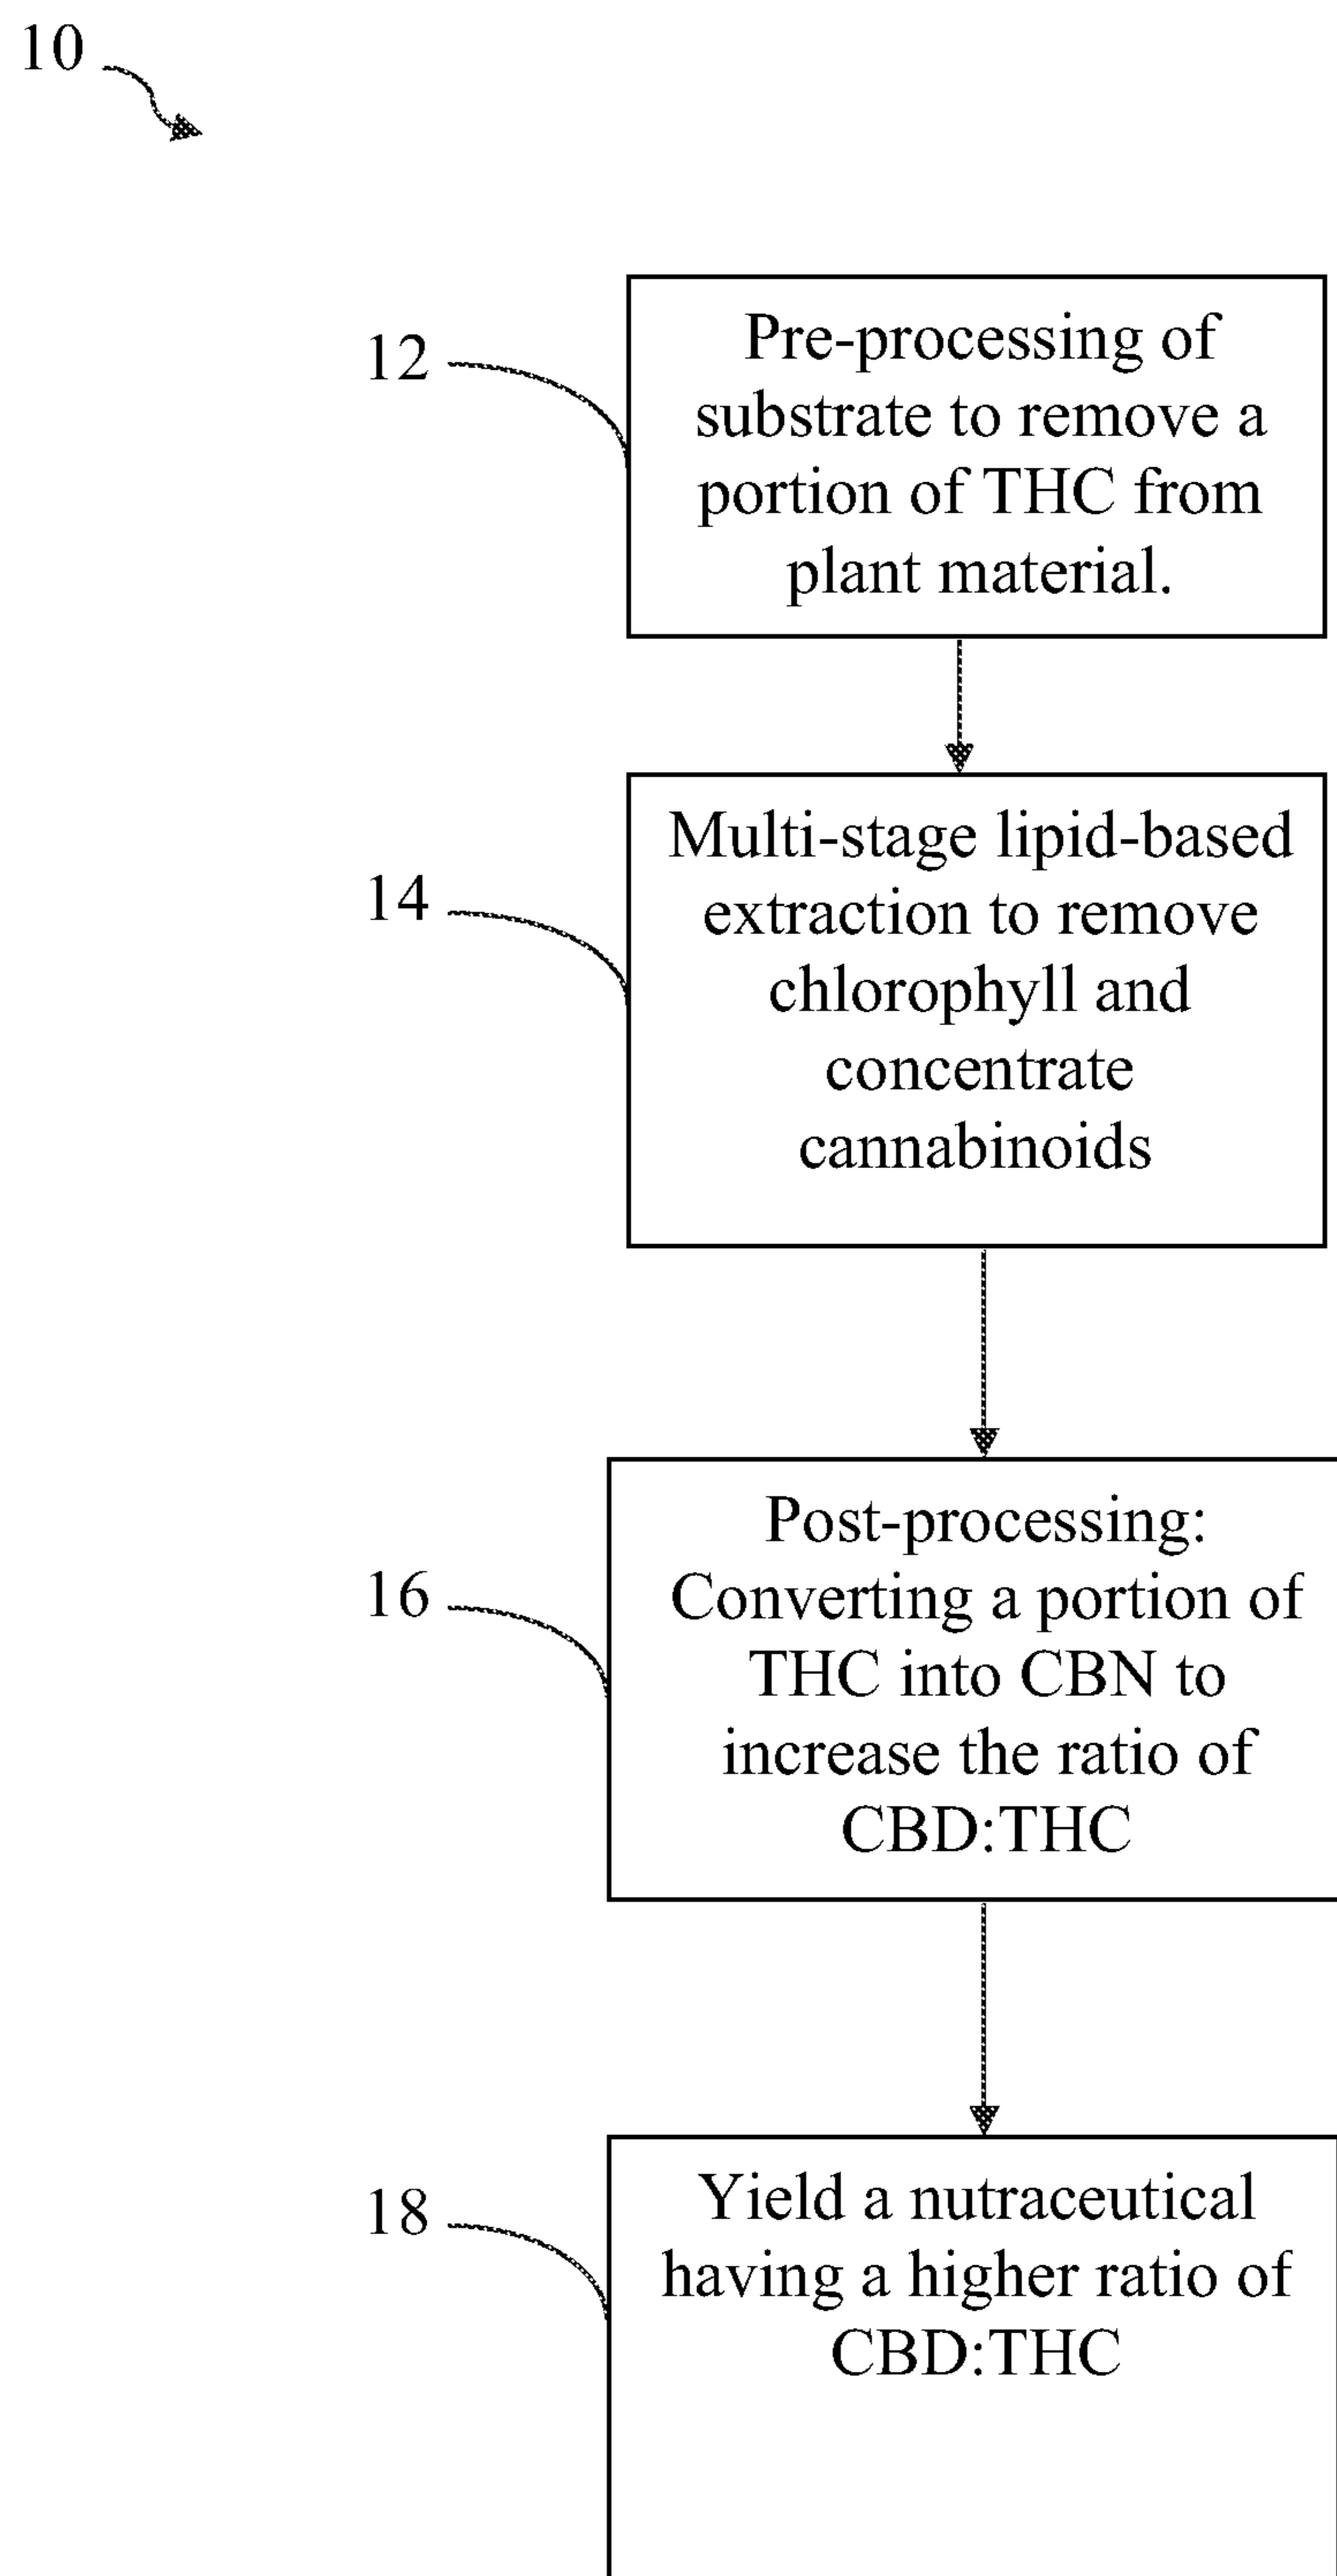 10
12
Pre-processing of
substrate to remove a
portion of THC from
plant material.
14
Multi-stage lipid-based
extraction to remove
chlorophyll and
concentrate
cannabinoids
16
Post-processing:
Converting a portion of
THC into CBN to
increase the ratio of
CBD:THC
18
Yield a nutraceutical
having a higher ratio of
CBD:THC